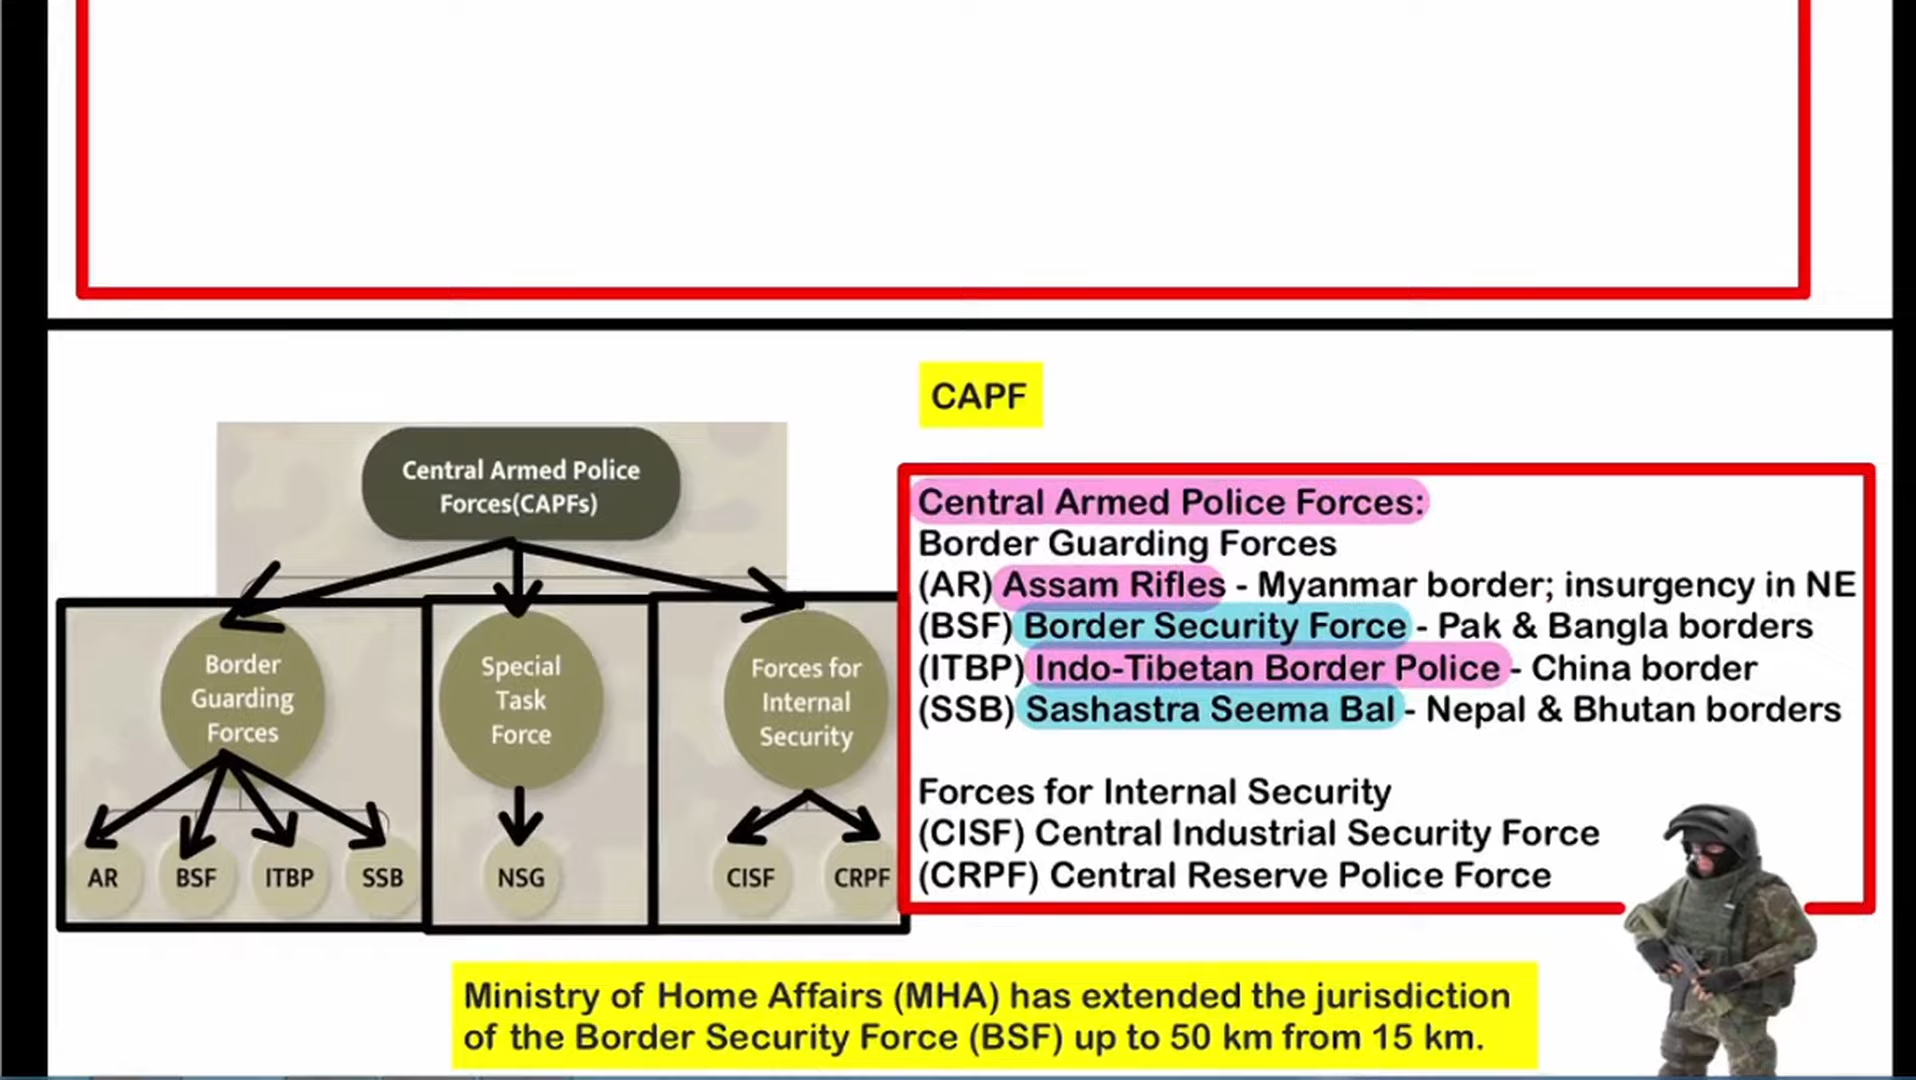 CAPF
Central Armed Police
Forces(CAPFs)
Border
Guarding
Forces
Special
Task
Force
Forces for
Internal
Security
AR
BSF
ITBP
SSB
NSG
CISF
CRPF
Central Armed Police Forces:
Border Guarding Forces
(AR) Assam Rifles - Myanmar border; insurgency in NE
(BSF) Border Security Force - Pak & Bangla borders
(ITBP) Indo-Tibetan Border Police - China border
(SSB) Sashastra Seema Bal - Nepal & Bhutan borders
Forces for Internal Security
(CISF) Central Industrial Security Force
(CRPF) Central Reserve Police Force
Ministry of Home Affairs (MHA) has extended the jurisdiction
of the Border Security Force (BSF) up to 50 km from 15 km.